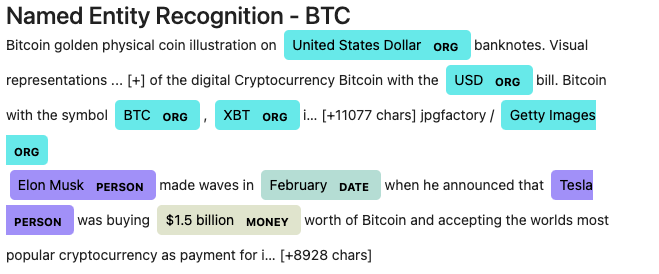 Named Entity Recognition - BTC
Bitcoin golden physical coin illustration on United States Dollar ORG banknotes. Visual
representations ... [+] of the digital Cryptocurrency Bitcoin with the USD ORG bill. Bitcoin
with the symbol BTC ORG , XBT ORG i... [+11077 chars] jpgfactory / Getty Images
ORG
Elon Musk PERSON made waves in February DATE when he announced that Tesla
PERSON was buying $1.5 billion MONEY worth of Bitcoin and accepting the worlds most
popular cryptocurrency as payment for i... [+8928 chars]